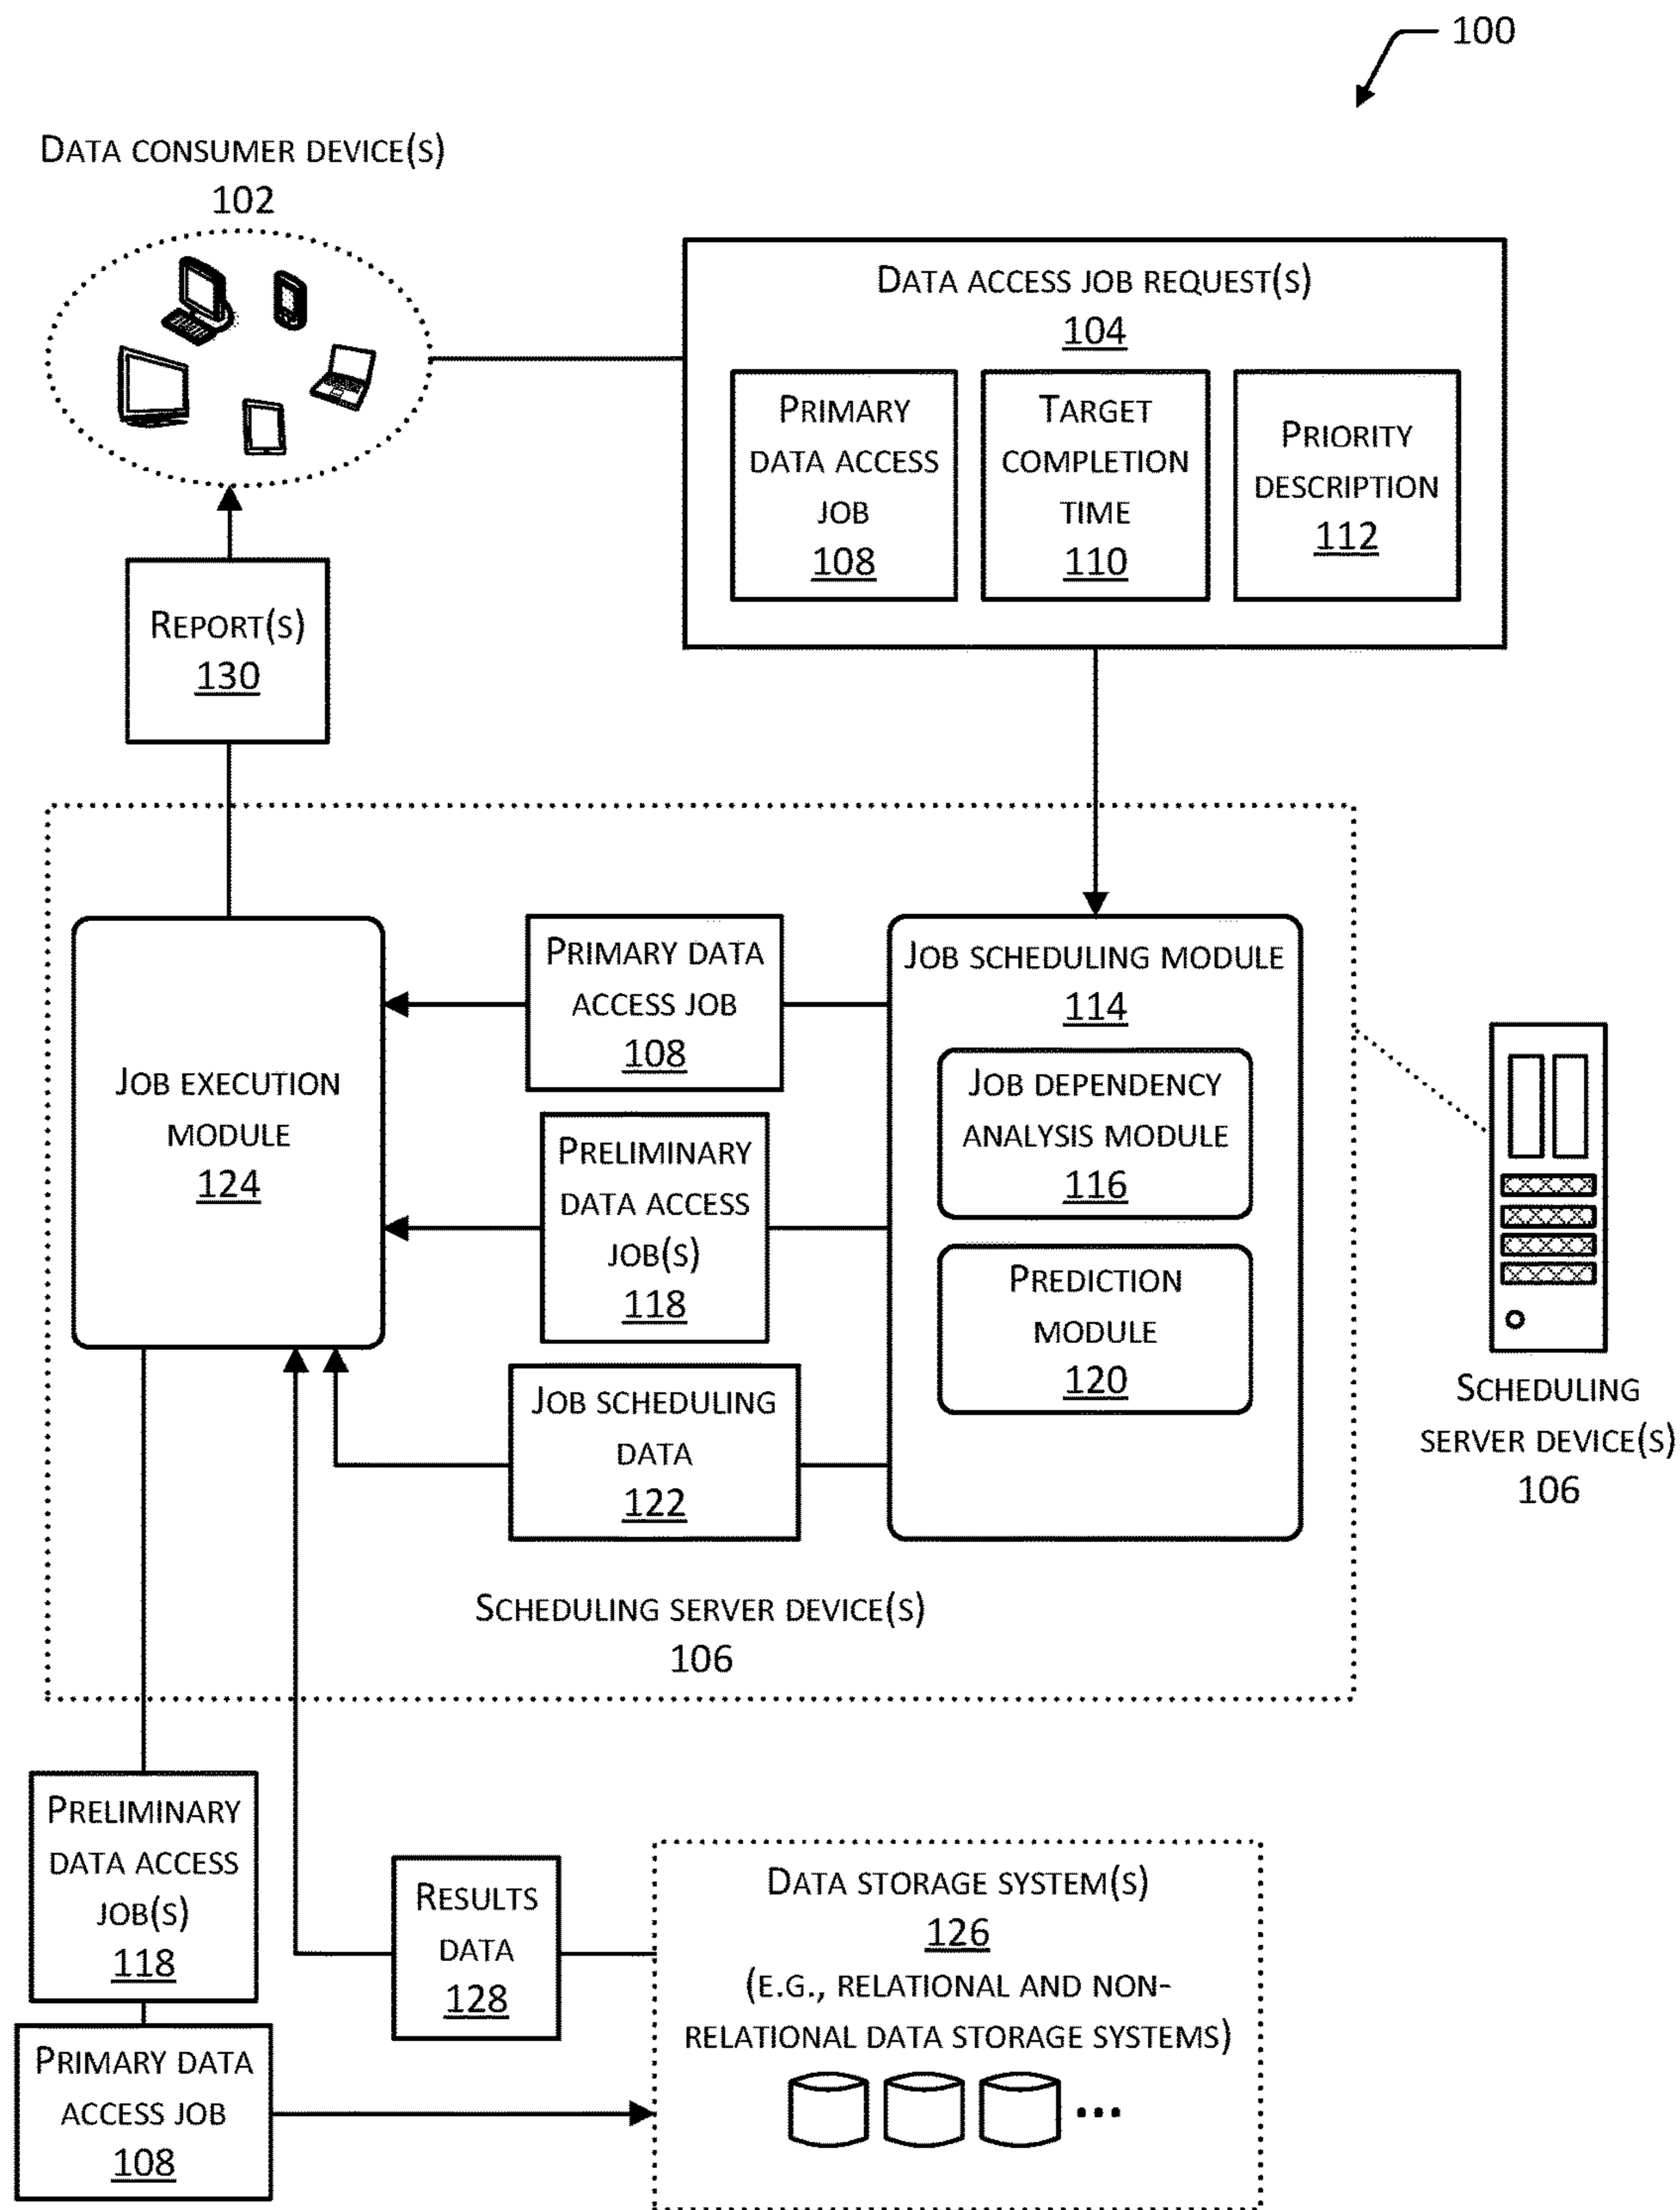 100
Data consumer device(s)
102
Data access job request(s)
104
Primary
data access
job
108
Target
completion
time
110
Priority
description
112
Report(s)
130
Job execution
module
124
Primary data
access job
108
Preliminary
data access
job(s)
118
Job scheduling
data
122
Job scheduling module
114
Job dependency
analysis module
116
Prediction
module
120
Scheduling
server device(s)
106
Scheduling server device(s)
106
Preliminary
data access
job(s)
118
Primary data
access job
108
Results
data
128
Data storage system(s)
126
(e.g., relational and non-
relational data storage systems)
...